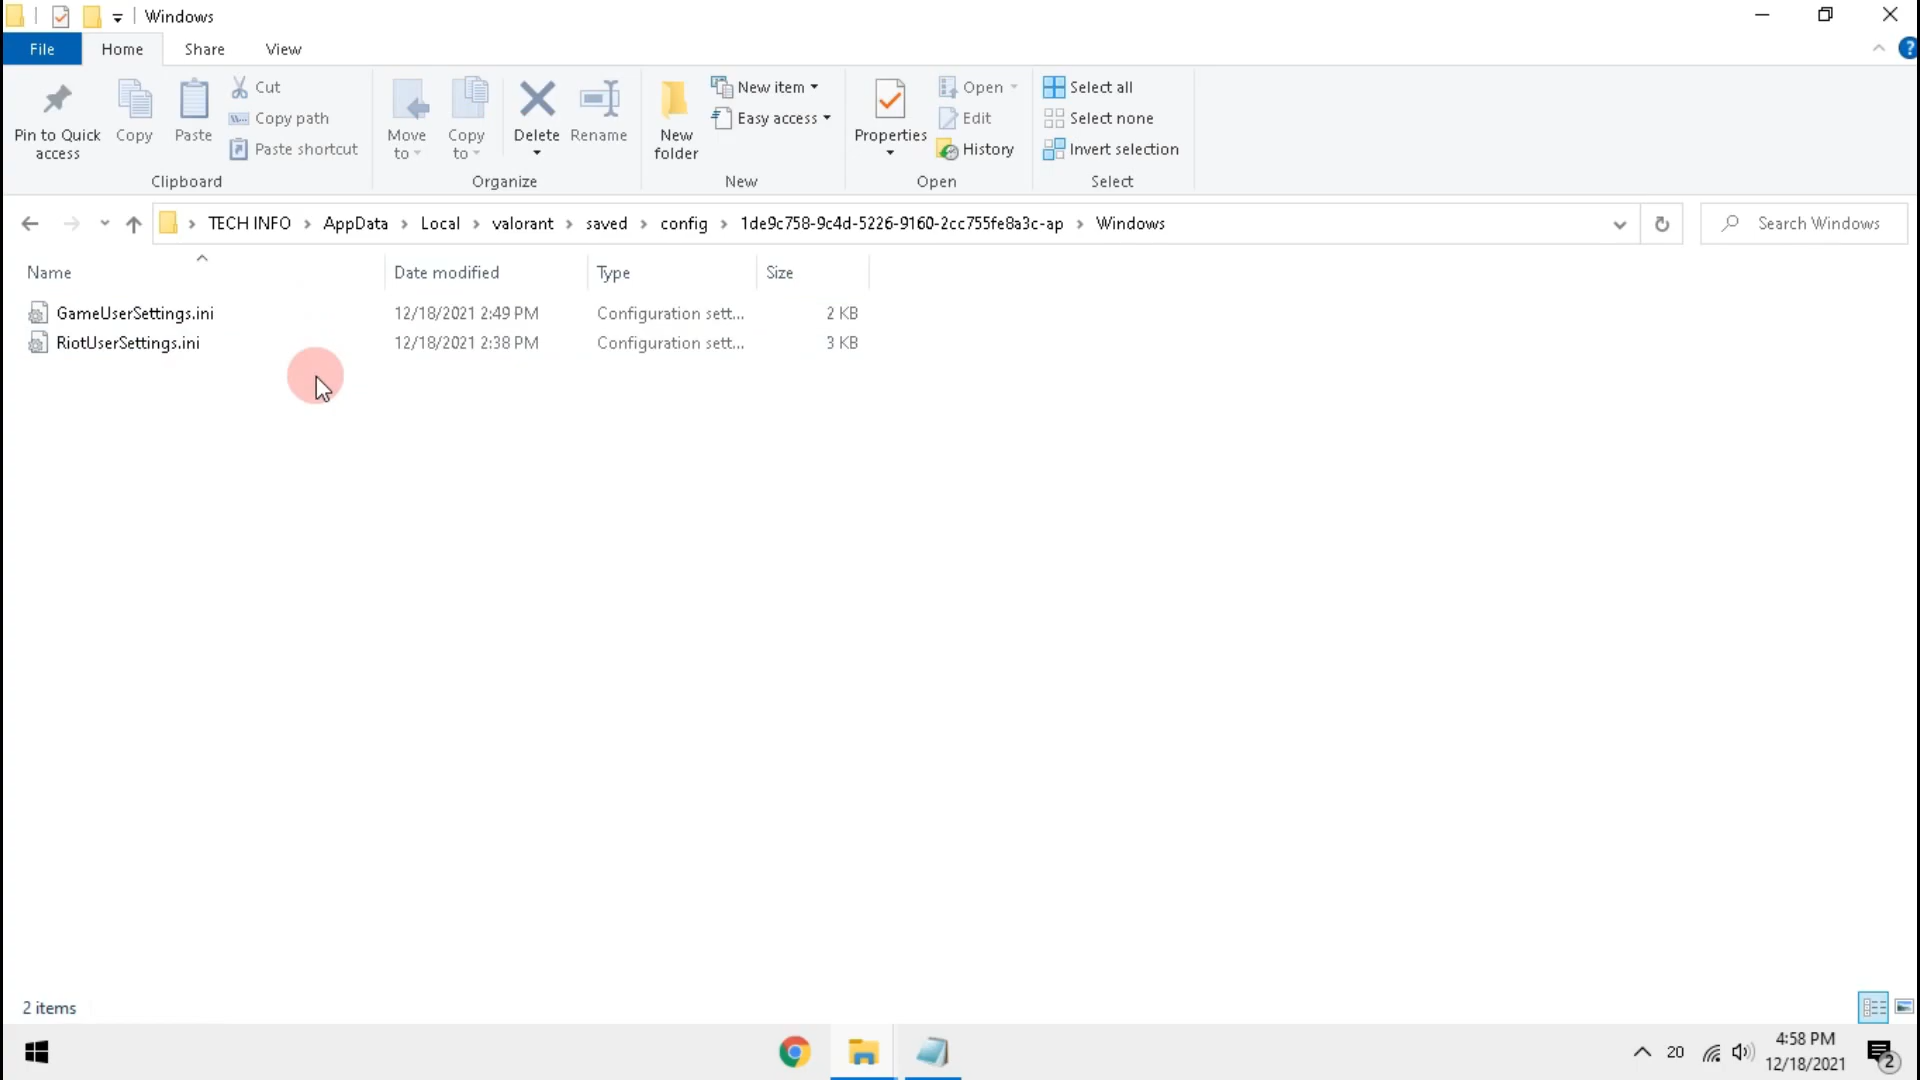 Windows
File Home Share View
?
Pin to Quick access
Copy
Paste
Cut
Copy path
Paste shortcut
Clipboard
Move to
Copy to
Delete
Rename
Organize
New folder
New item
Easy access
New
Properties
Open
Edit
History
Open
Select all
Select none
Invert selection
Select
TECH INFO > AppData > Local > valorant > saved > config > 1de9c758-9c4d-5226-9160-2cc755fe8a3c-ap > Windows
Search Windows
Name Date modified Type Size
GameUserSettings.ini 12/18/2021 2:49 PM Configuration sett... 2 KB
RiotUserSettings.ini 12/18/2021 2:38 PM Configuration sett... 3 KB
2 items
20
4:58 PM
12/18/2021
2